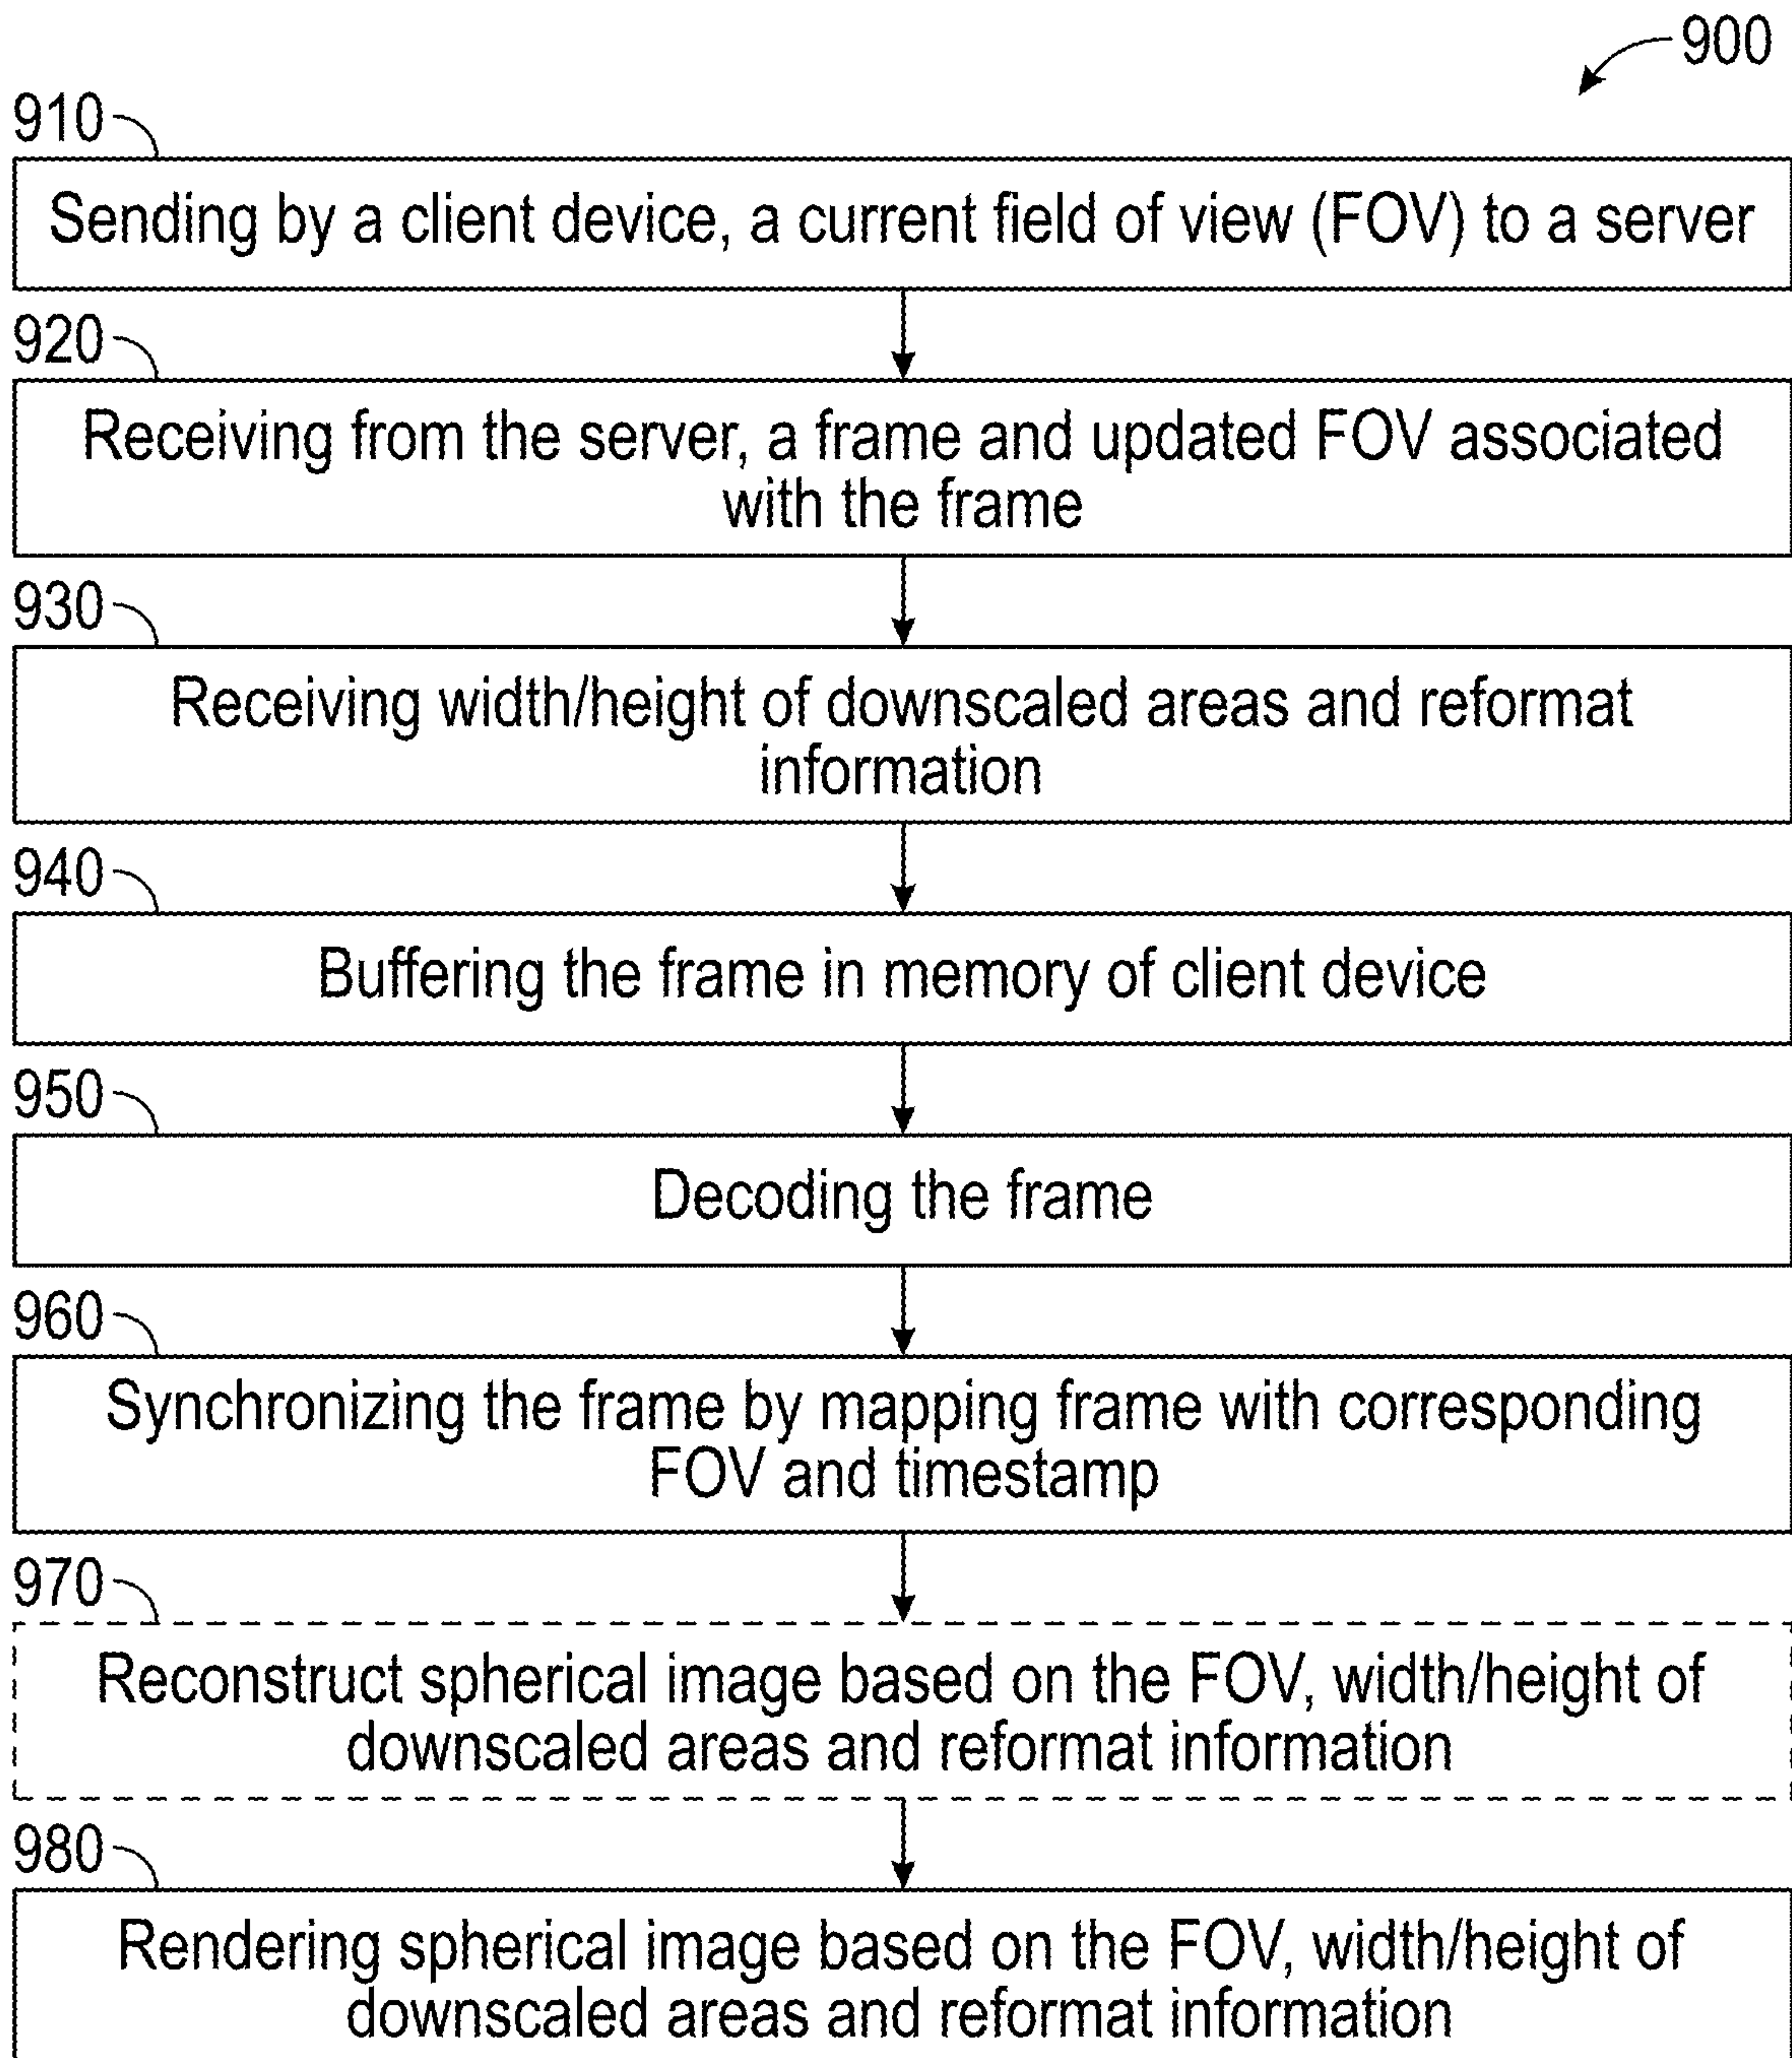 900
910
Sending by a client device, a current field of view (FOV) to a server
920
Receiving from the server, a frame and updated FOV associated
with the frame
930
Receiving width/height of downscaled areas and reformat
information
940
Buffering the frame in memory of client device
950
Decoding the frame
960
Synchronizing the frame by mapping frame with corresponding
FOV and timestamp
970
Reconstruct spherical image based on the FOV, width/height of
downscaled areas and reformat information
980
Rendering spherical image based on the FOV, width/height of
downscaled areas and reformat information